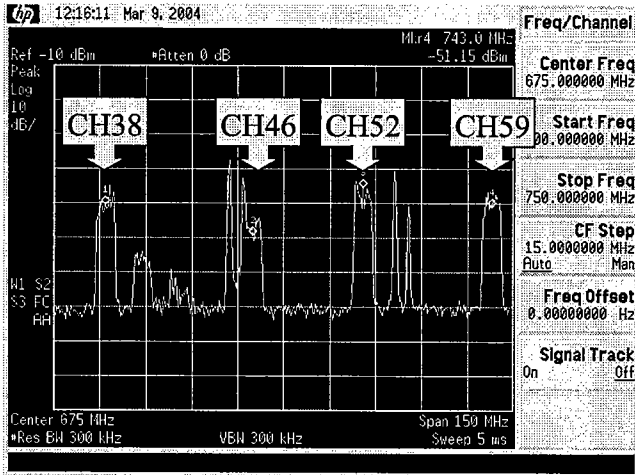 hp 12:16:11 Mar 9, 2004
Freq/Channel
Mkr4 743.0 MHz
Ref -10 dBm *Atten 0 dB -51.15 dBm
Peak
Log
10
dB/
CH38 CH46 CH52 CH59
Center Freq
675.000000 MHz
Start Freq
00.000000 MHz
Stop Freq
750.000000 MHz
CF Step
15.0000000 MHz
Auto Man
Freq Offset
0.00000000 Hz
Signal Track
On Off
1
W1 S2
S3 FC
AA
Center 675 MHz Span 150 MHz
*Res BW 300 kHz VBW 300 kHz Sweep 5 ms